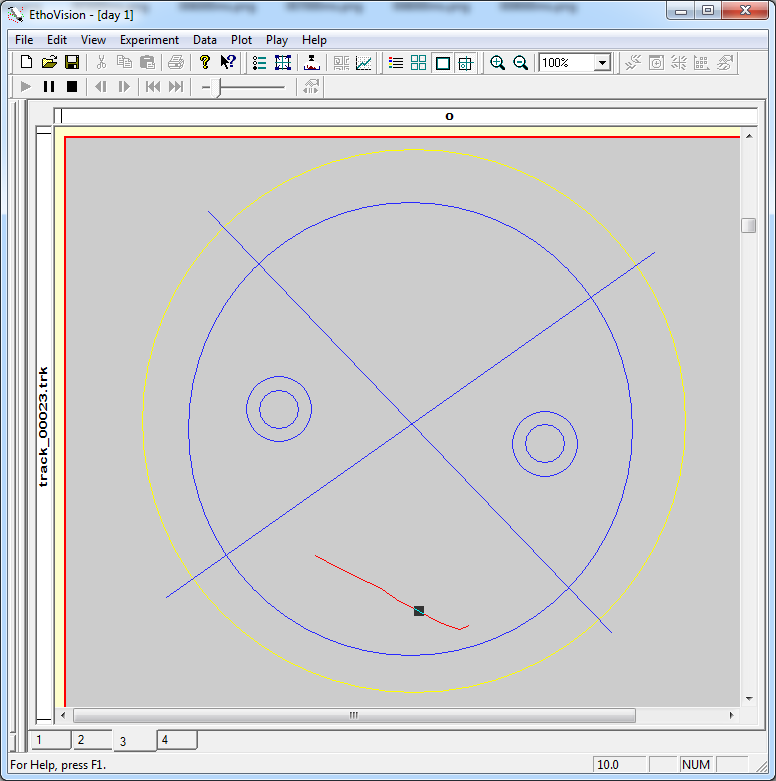 EthoVision - [day 1]
File Edit View Experiment Data Plot Play Help
100%
o
track_00023.trk
1 2 3 4
For Help, press F1.
10.0 NUM